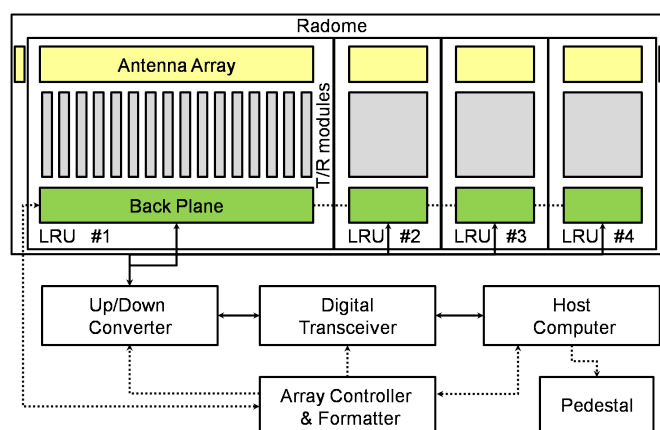 Radome
Antenna Array
T/R modules
Back Plane
LRU #1
LRU #2
LRU #3
LRU #4
Up/Down
Converter
Digital
Transceiver
Host
Computer
Array Controller
& Formatter
Pedestal